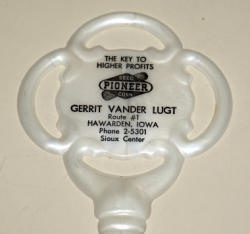 THE KEY TO
HIGHER PROFITS
PIONEER
CORN
GERRIT VANDER LUGT
Route #1
HAWARDEN, IOWA
Phone 2-5301
Sioux Center